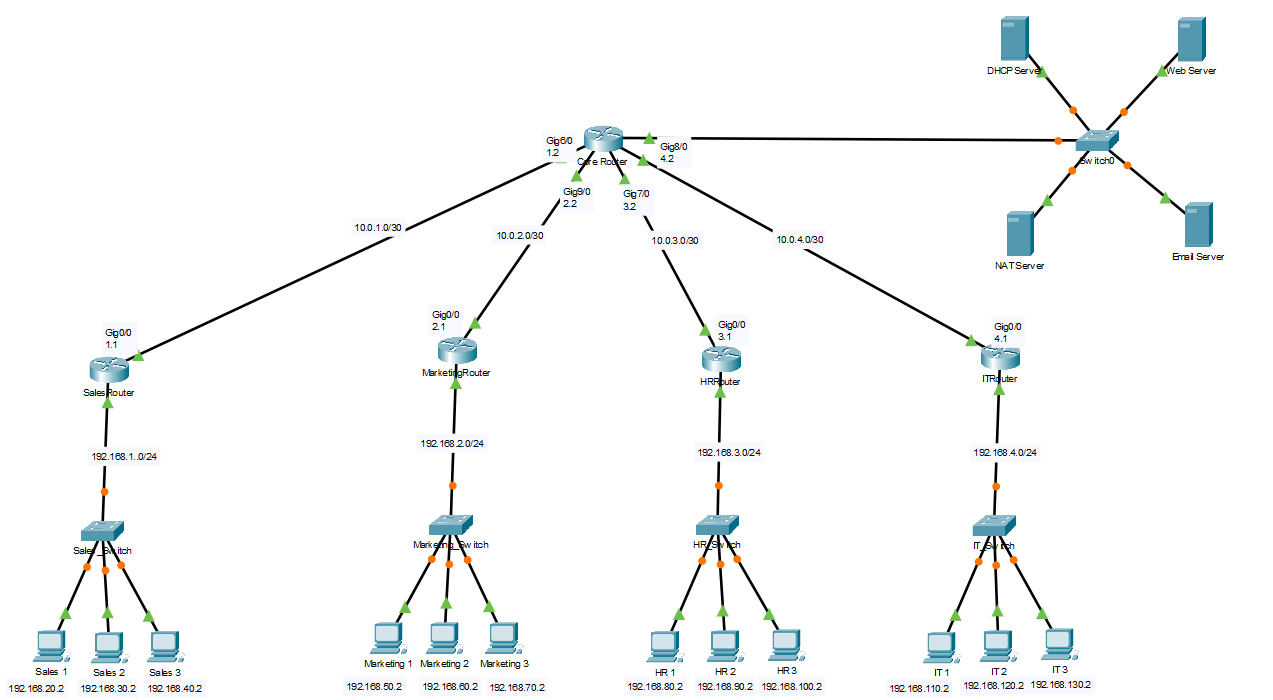 DHCP Server
Web Server
Gig6/0
1.2
Core Router
Gig8/0
4.2
Switch0
Gig9/0
2.2
Gig7/0
3.2
10.0.1.0/30
10.0.2.0/30
10.0.3.0/30
10.0.4.0/30
NAT Server
Email Server
Gig0/0
1.1
Gig0/0
2.1
Gig0/0
3.1
Gig0/0
4.1
Sales Router
MarketingRouter
HRRouter
ITRouter
192.168.1..0/24
192.168.2.0/24
192.168.3.0/24
192.168.4.0/24
Sales_Switch
Marketing_Switch
HR_Switch
IT_Switch
Sales 1
Sales 2
Sales 3
Marketing 1
Marketing 2
Marketing 3
HR 1
HR 2
HR 3
IT 1
IT 2
IT 3
192.168.20.2
192.168.30.2
192.168.40.2
192.168.50.2
192.168.60.2
192.168.70.2
192.168.80.2
192.168.90.2
192.168.100.2
192.168.110.2
192.168.120.2
192.168.130.2